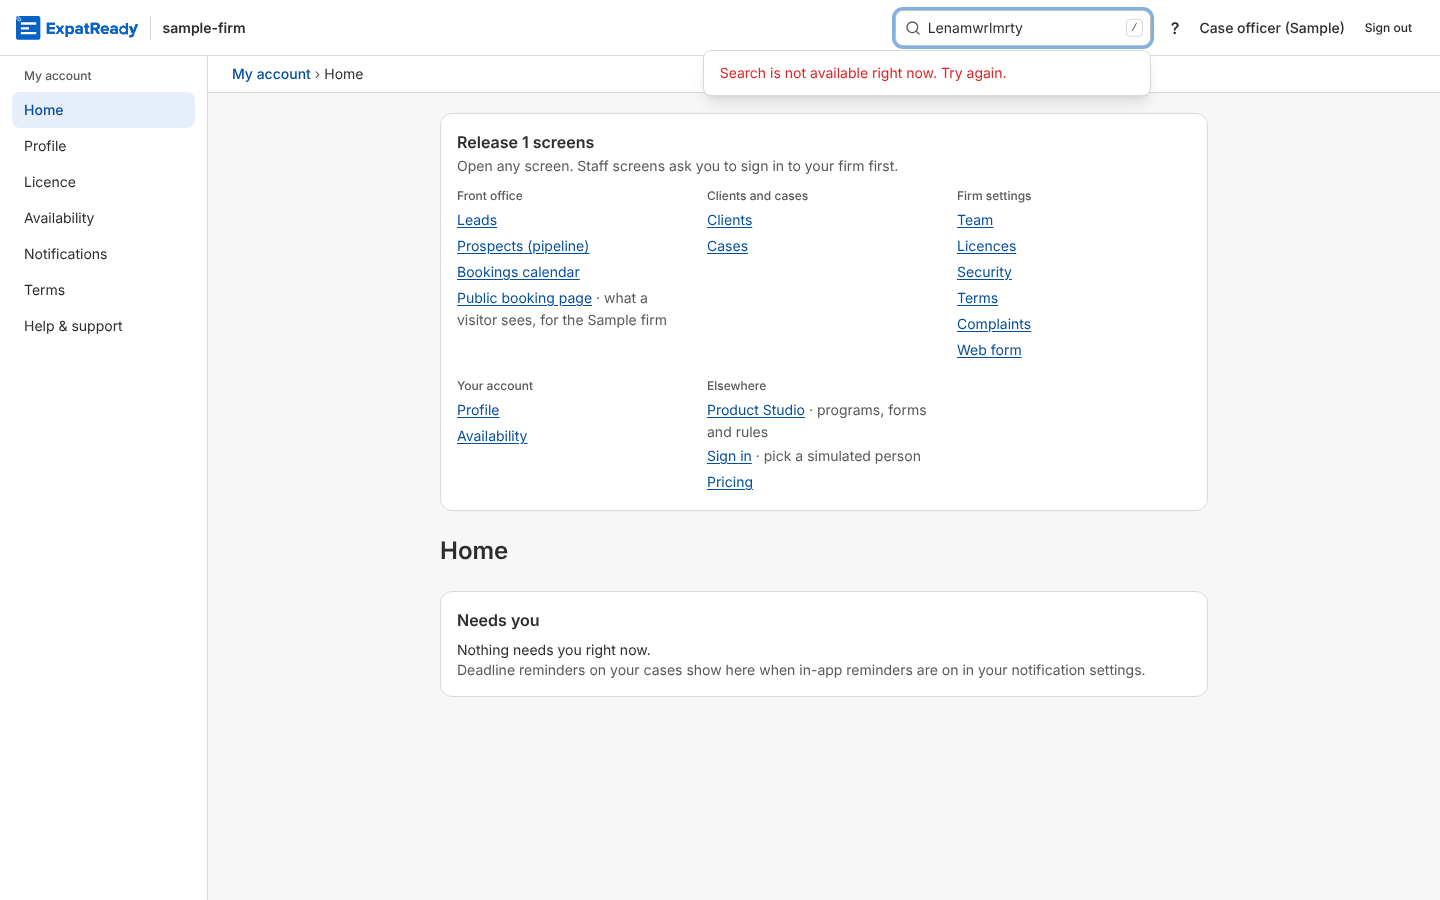 ExpatReady
sample-firm
Lenamwrlmrty
/
?
Case officer (Sample)
Sign out
Search is not available right now. Try again.
My account
Home
Profile
Licence
Availability
Notifications
Terms
Help & support
My account › Home
Release 1 screens
Open any screen. Staff screens ask you to sign in to your firm first.
Front office
Leads
Prospects (pipeline)
Bookings calendar
Public booking page · what a
visitor sees, for the Sample firm
Clients and cases
Clients
Cases
Firm settings
Team
Licences
Security
Terms
Complaints
Web form
Your account
Profile
Availability
Elsewhere
Product Studio · programs, forms
and rules
Sign in · pick a simulated person
Pricing
Home
Needs you
Nothing needs you right now.
Deadline reminders on your cases show here when in-app reminders are on in your notification settings.